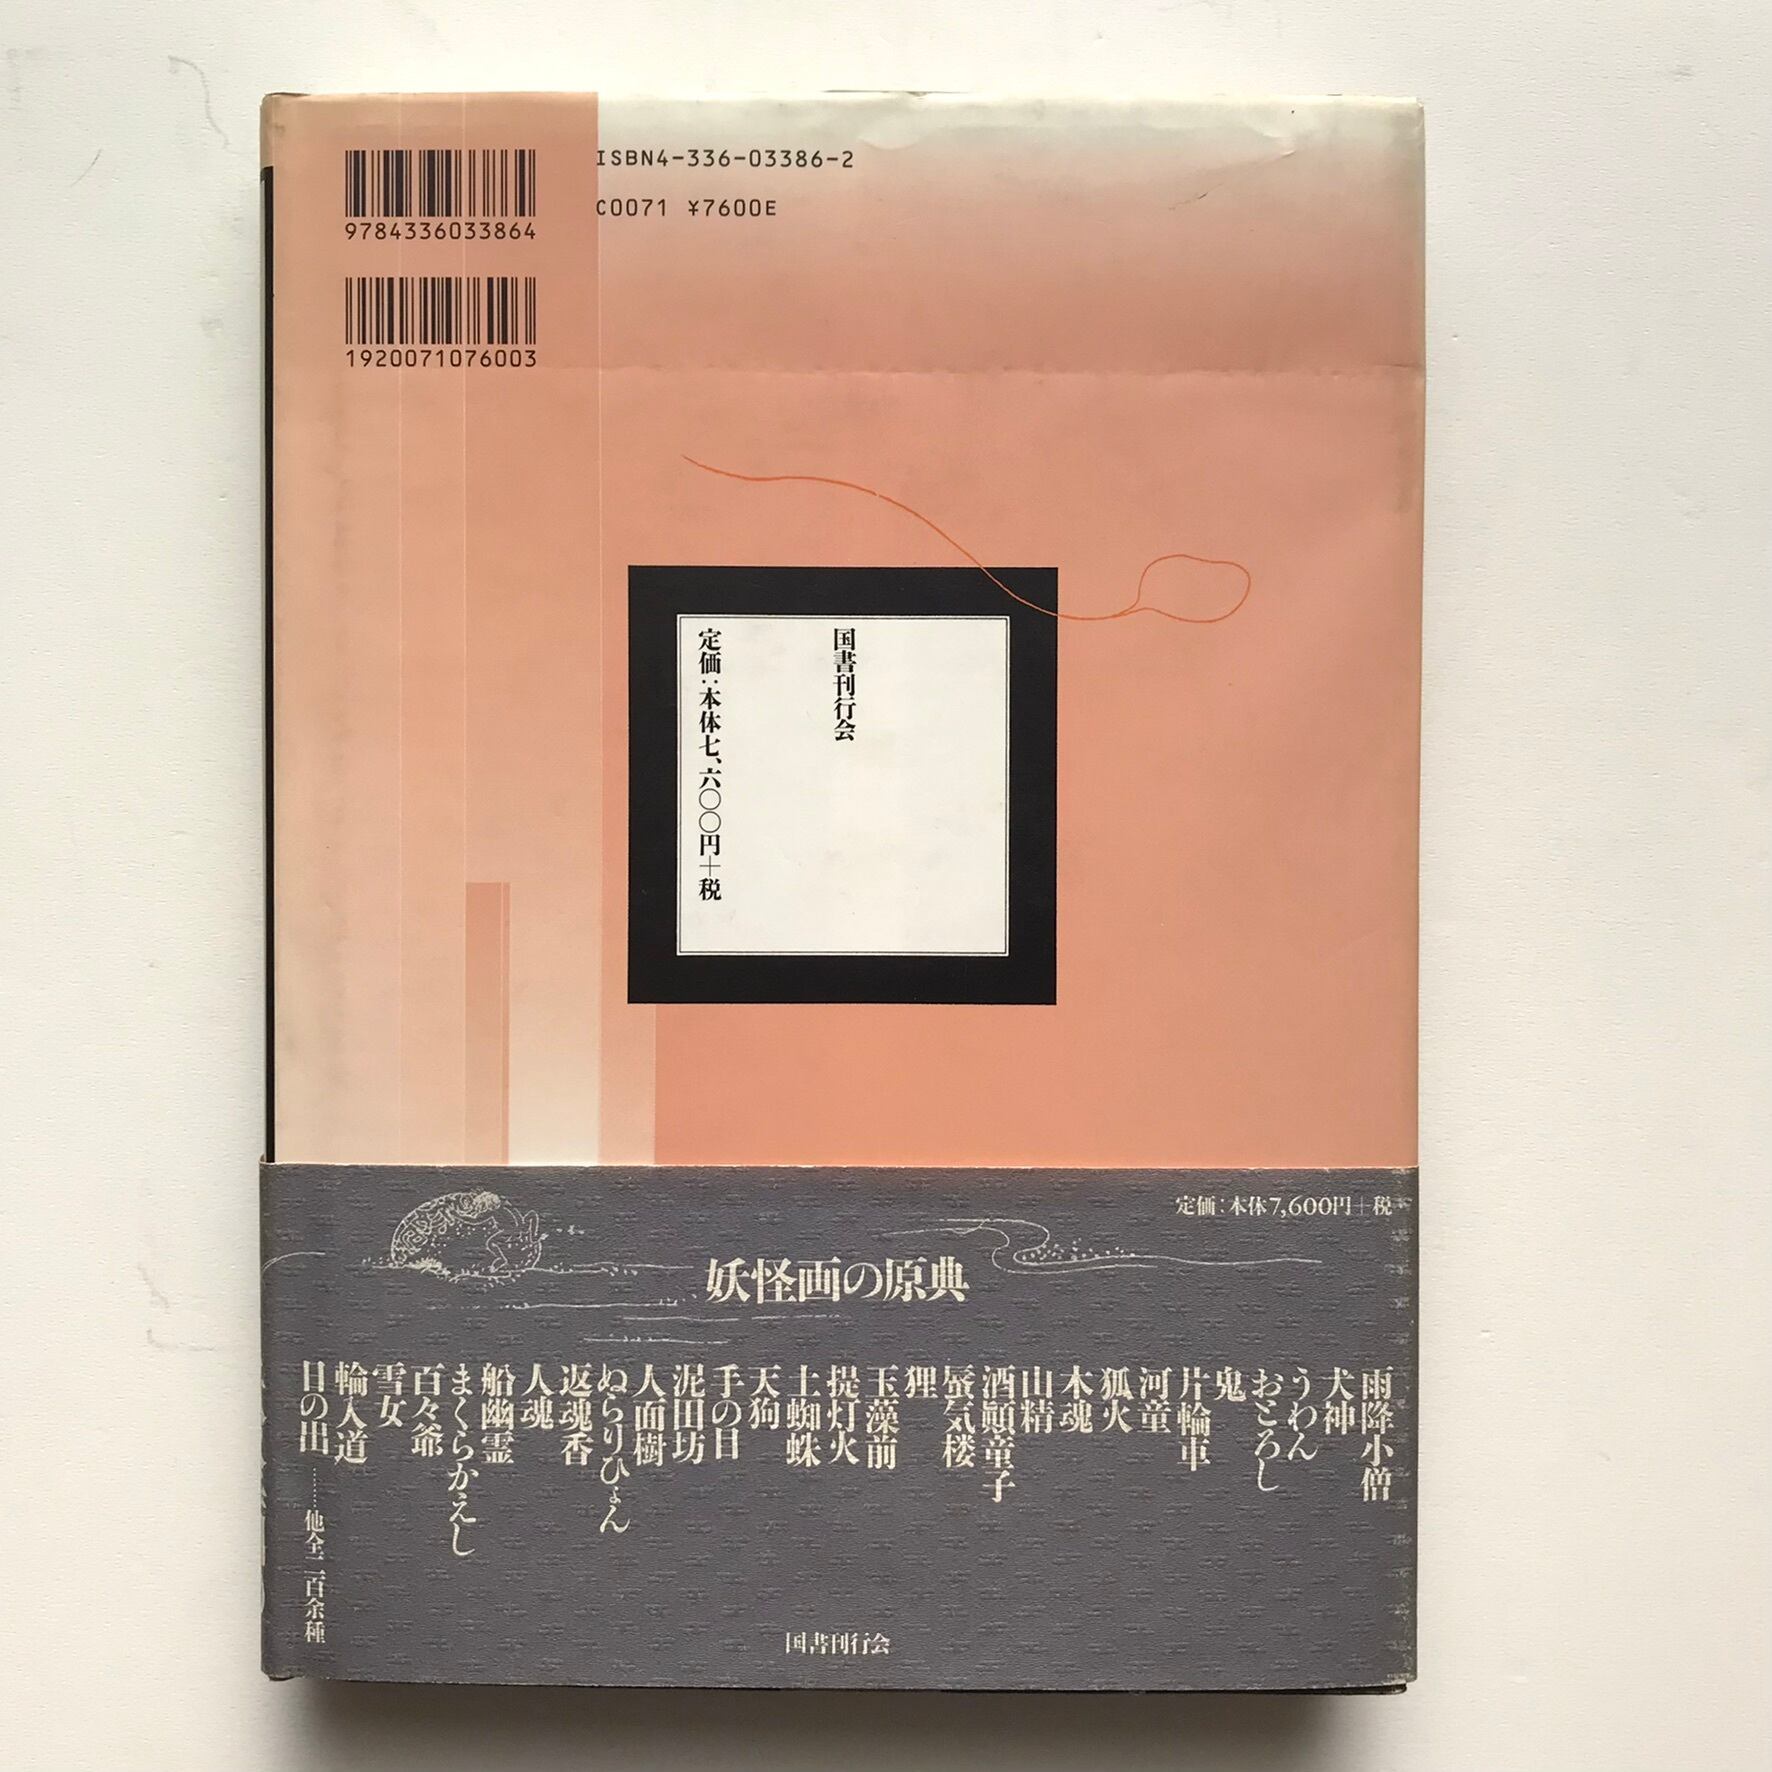 ISBN4-336-03386-2
C0071 ¥7600E
9784336033864
1920071076003
国書刊行会
定価:本体七、六〇〇円+税
定価:本体7,600円+税
妖怪画の原典
雨降小僧
犬神
うわん
おとろし
鬼
片輪車
河童
狐火
木魂
山精
酒顚童子
蜃気楼
狸
玉藻前
提灯火
土蜘蛛
天狗
手の目
泥田坊
人面樹
ぬらりひょん
返魂香
人魂
船幽霊
まくらかえし
百々爺
雪女
輪入道
日の出……他全二百余種
国書刊行会